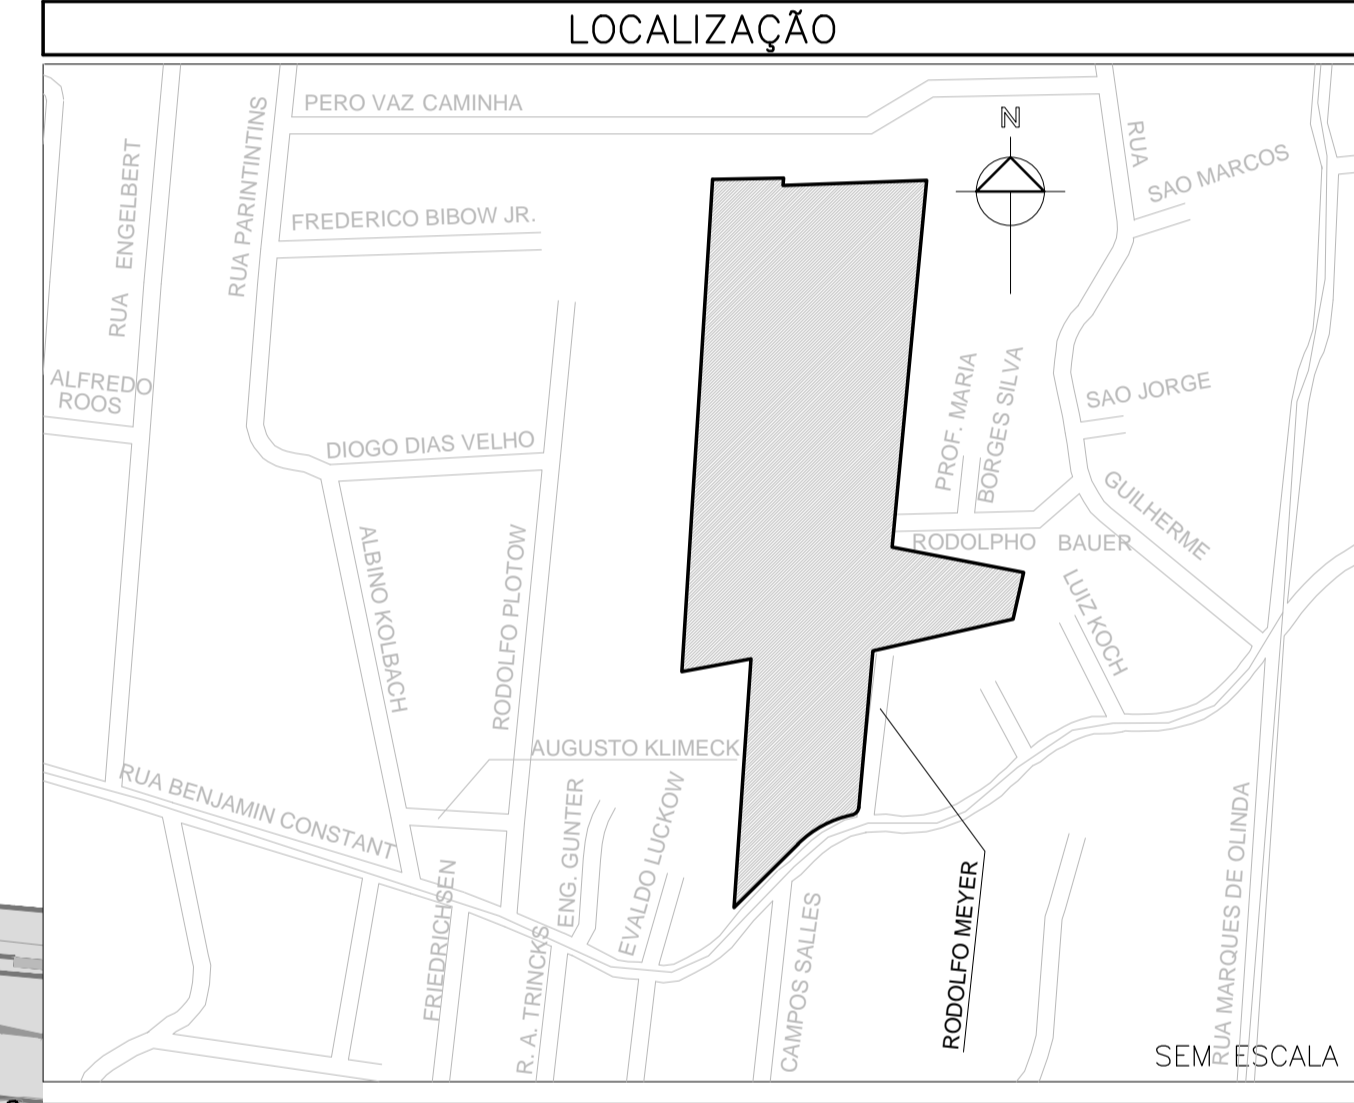 LOCALIZAÇÃO
PERO VAZ CAMINHA
N
RUA
SAO MARCOS
RUA ENGELBERT
RUA PARINTINTINS
FREDERICO BIBOW JR.
ALFREDO
ROOS
PROF. MARIA
BORGES SILVA
SAO JORGE
DIOGO DIAS VELHO
GUILHERME
RODOLPHO BAUER
ALBINO KOLBACH
RODOLFO PLOTOW
LUIZ KOCH
AUGUSTO KLIMECK
RUA BENJAMIN CONSTANT
ENG. GUNTER
EVALDO LUCKOW
FRIEDRICHSEN
R. A. TRINCKS
CAMPOS SALLES
RODOLFO MEYER
RUA MARQUES DE OLINDA
SEM ESCALA